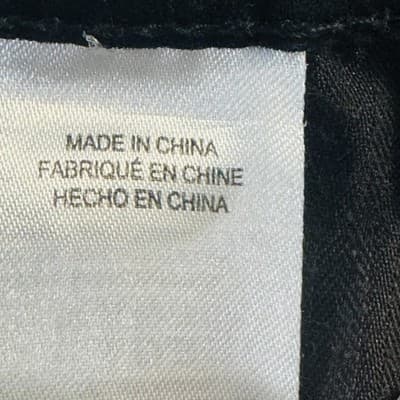 MADE IN CHINA
FABRIQUÉ EN CHINE
HECHO EN CHINA